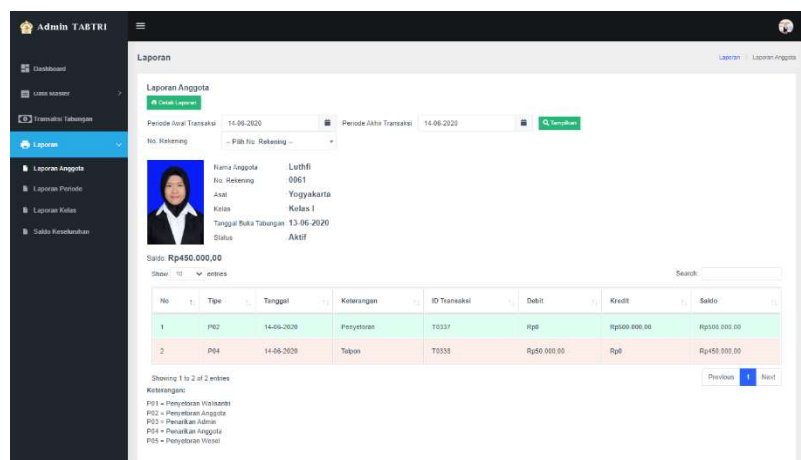 Admin TABTRI
Laporan
Laporan / Laporan Anggota
Dashboard
Data Master
Transaksi Tabungan
Laporan
Laporan Anggota
Laporan Periode
Laporan Kelas
Saldo Keseluruhan
Laporan Anggota
Cetak Laporan
Periode Awal Transaksi 14-06-2020 Periode Akhir Transaksi 14-06-2020 Tampilkan
No. Rekening -- Pilih No. Rekening --
Nama Anggota Luthfi
No. Rekening 0061
Asal Yogyakarta
Kelas Kelas I
Tanggal Buka Tabungan 13-06-2020
Status Aktif
Saldo: Rp450.000,00
Show 10 entries Search:
No Tipe Tanggal Keterangan ID Transaksi Debit Kredit Saldo
1 P02 14-06-2020 Penyetoran T0337 Rp0 Rp500.000,00 Rp500.000,00
2 P04 14-06-2020 Telpon T0338 Rp50.000,00 Rp0 Rp450.000,00
Showing 1 to 2 of 2 entries Previous 1 Next
Keterangan:
P01 = Penyetoran Walisantri
P02 = Penyetoran Anggota
P03 = Penarikan Admin
P04 = Penarikan Anggota
P05 = Penyetoran Wesel